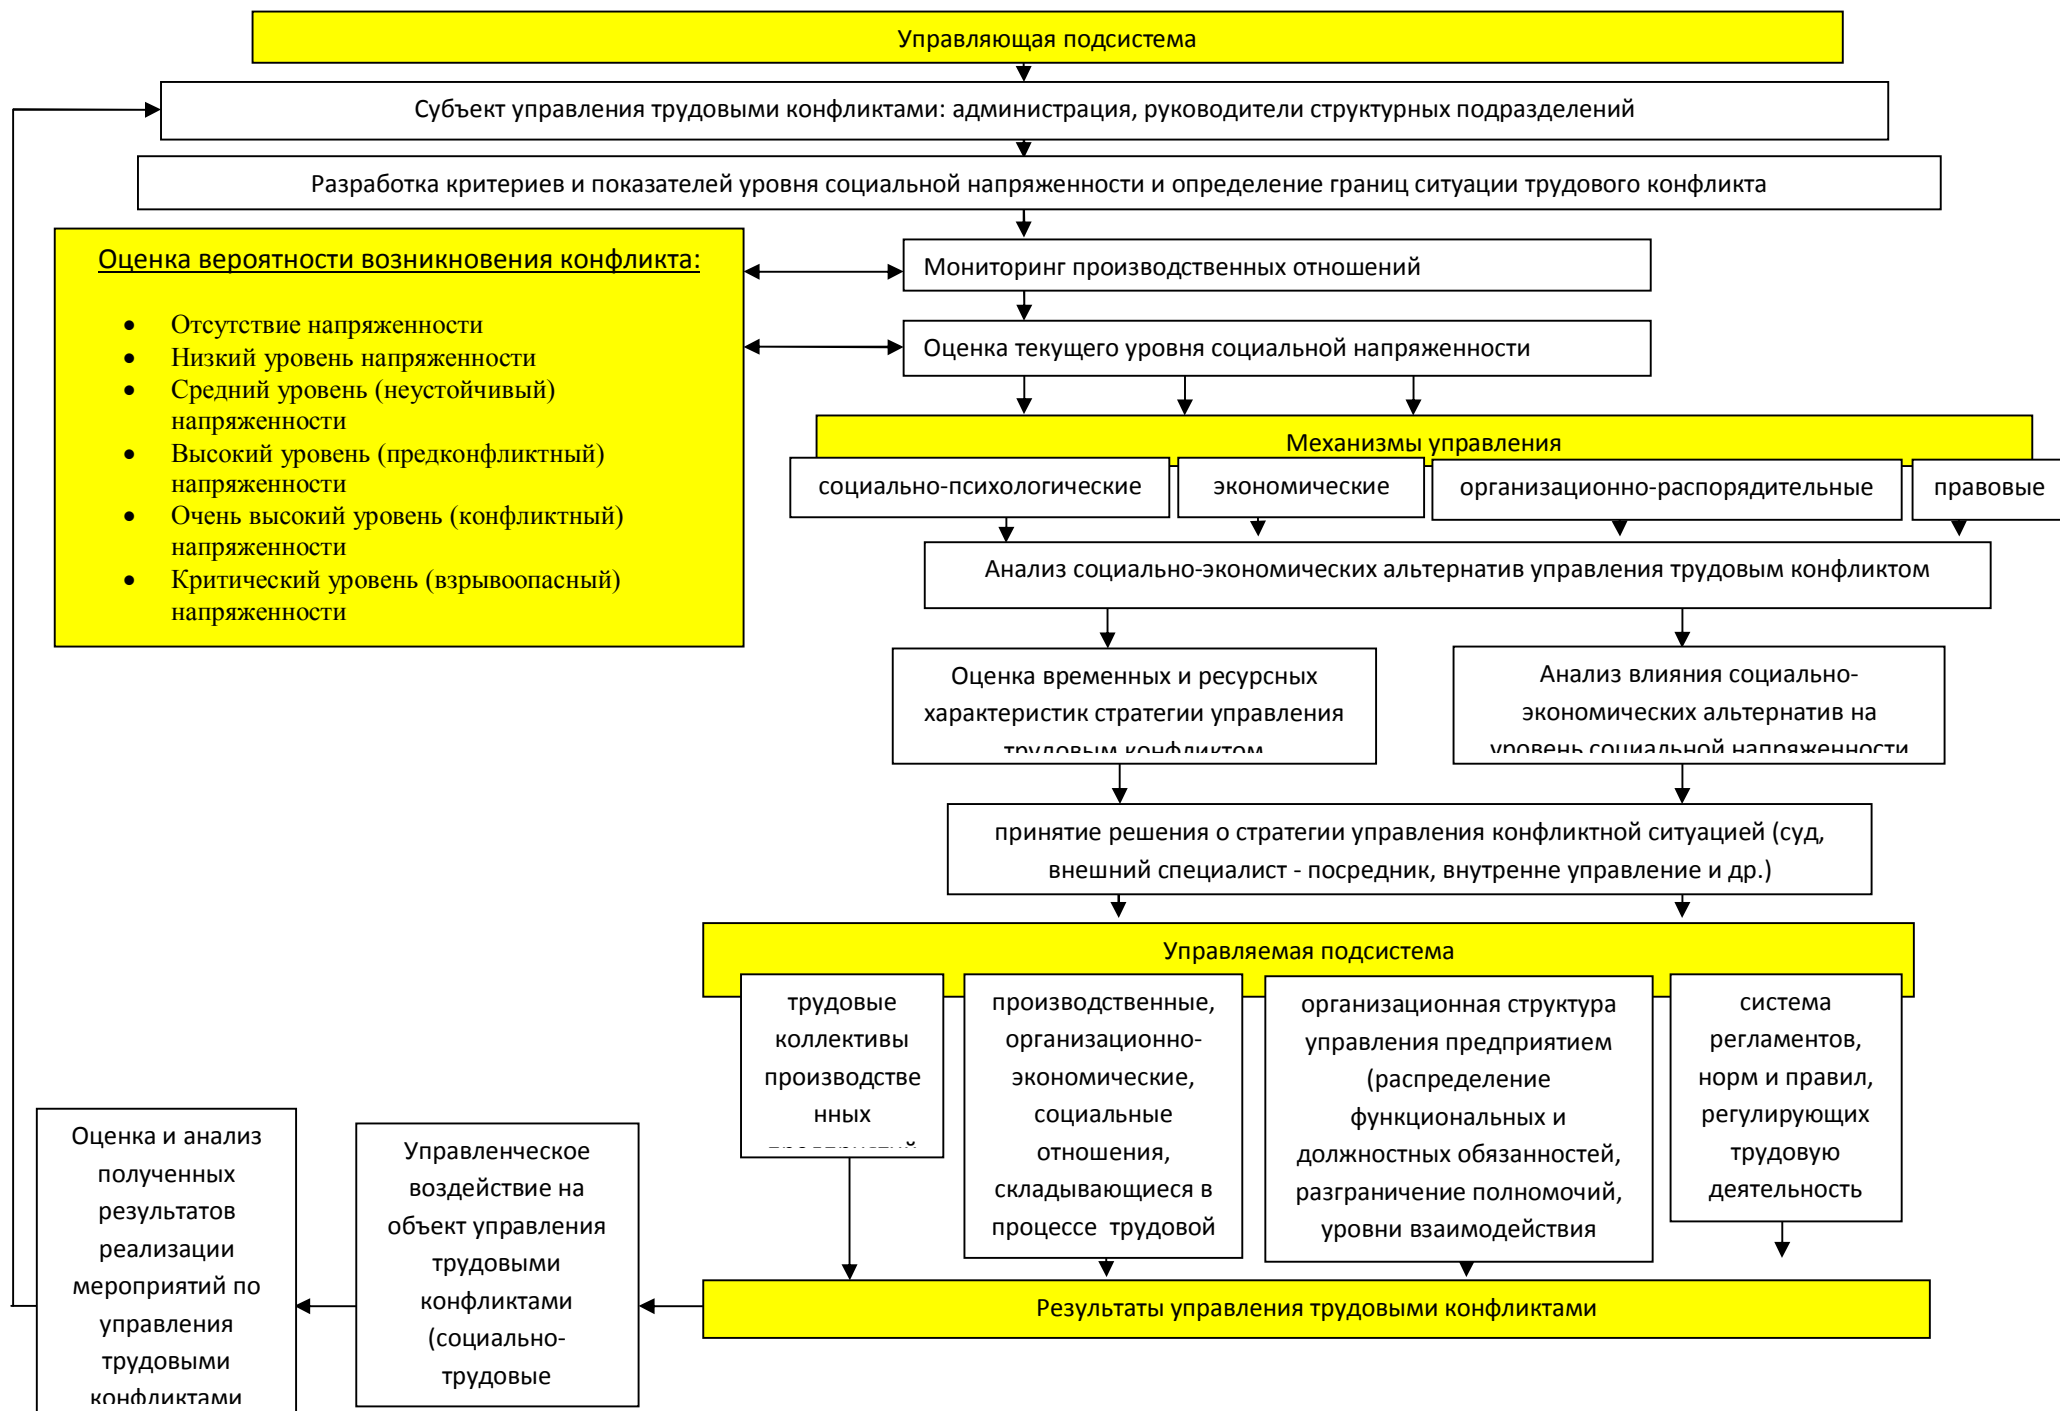 Управляющая подсистема
Субъект управления трудовыми конфликтами: администрация, руководители структурных подразделений
Разработка критериев и показателей уровня социальной напряженности и определение границ ситуации трудового конфликта
Оценка вероятности возникновения конфликта:
• Отсутствие напряженности
• Низкий уровень напряженности
• Средний уровень (неустойчивый)
напряженности
• Высокий уровень (предконфликтный)
напряженности
• Очень высокий уровень (конфликтный)
напряженности
• Критический уровень (взрывоопасный)
напряженности
Мониторинг производственных отношений
Оценка текущего уровня социальной напряженности
Механизмы управления
социально-психологические
экономические
организационно-распорядительные
правовые
Анализ социально-экономических альтернатив управления трудовым конфликтом
Оценка временных и ресурсных
характеристик стратегии управления
трудовым конфликтом
Анализ влияния социально-
экономических альтернатив на
уровень социальной напряженности
принятие решения о стратегии управления конфликтной ситуацией (суд,
внешний специалист - посредник, внутренне управление и др.)
Управляемая подсистема
трудовые
коллективы
производстве
нных
производственные,
организационно-
экономические,
социальные
отношения,
складывающиеся в
процессе трудовой
организационная структура
управления предприятием
(распределение
функциональных и
должностных обязанностей,
разграничение полномочий,
уровни взаимодействия
система
регламентов,
норм и правил,
регулирующих
трудовую
деятельность
Результаты управления трудовыми конфликтами
Управленческое
воздействие на
объект управления
трудовыми
конфликтами
(социально-
трудовые
Оценка и анализ
полученных
результатов
реализации
мероприятий по
управления
трудовыми
конфликтами